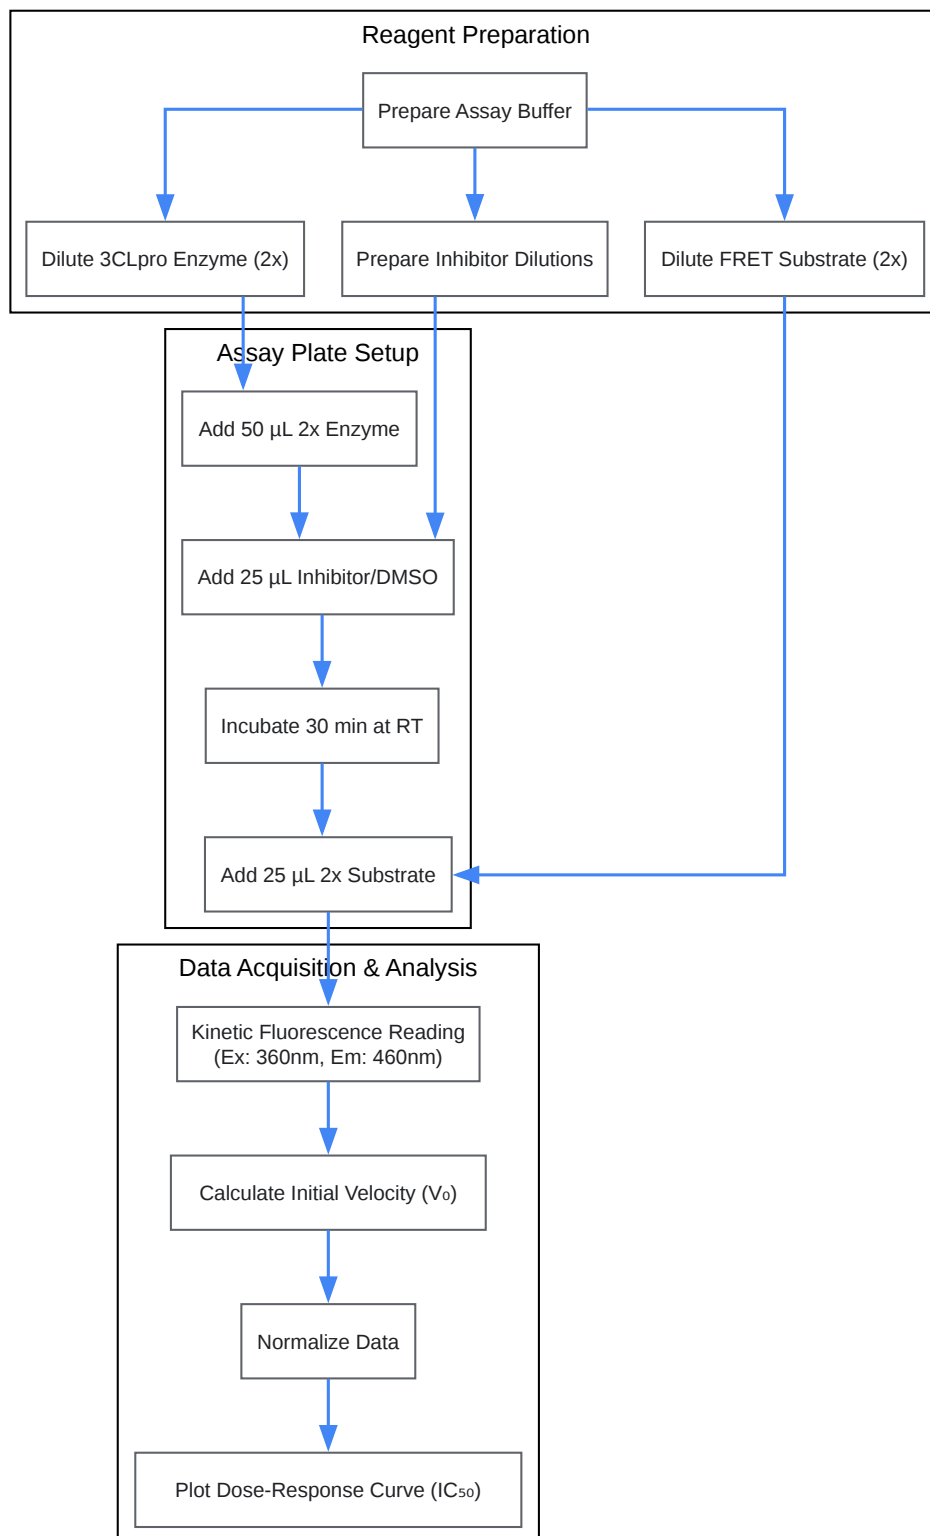 Reagent Preparation
Prepare Assay Buffer
Dilute 3CLpro Enzyme (2x)
Prepare Inhibitor Dilutions
Dilute FRET Substrate (2x)
Assay Plate Setup
Add 50 µL 2x Enzyme
Add 25 µL Inhibitor/DMSO
Incubate 30 min at RT
Add 25 µL 2x Substrate
Data Acquisition & Analysis
Kinetic Fluorescence Reading
(Ex: 360nm, Em: 460nm)
Calculate Initial Velocity (V₀)
Normalize Data
Plot Dose-Response Curve (IC₅₀)